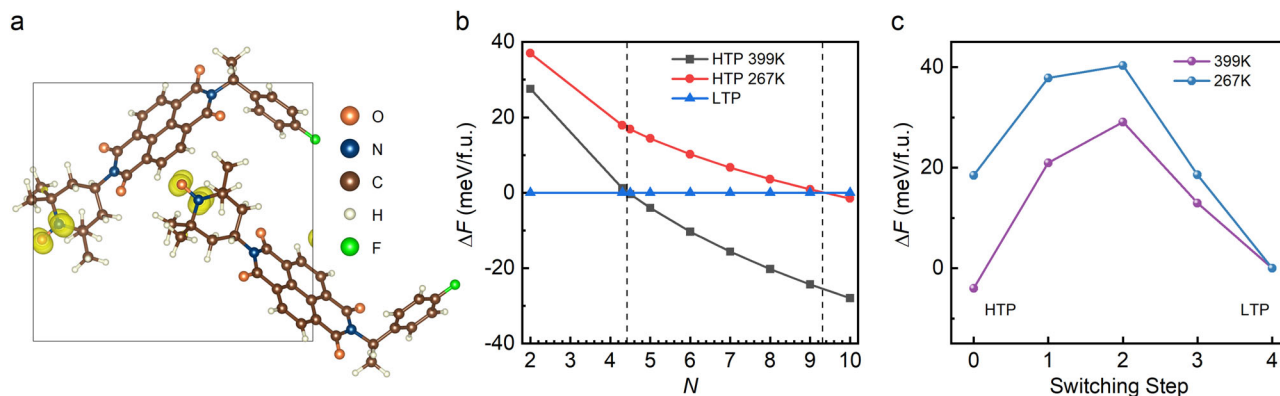 a
O
N
C
H
F
b
ΔF (meV/f.u.)
40
20
0
-20
-40
HTP 399K
HTP 267K
LTP
2 3 4 5 6 7 8 9 10
N
c
ΔF (meV/f.u.)
40
20
0
399K
267K
HTP
LTP
0 1 2 3 4
Switching Step